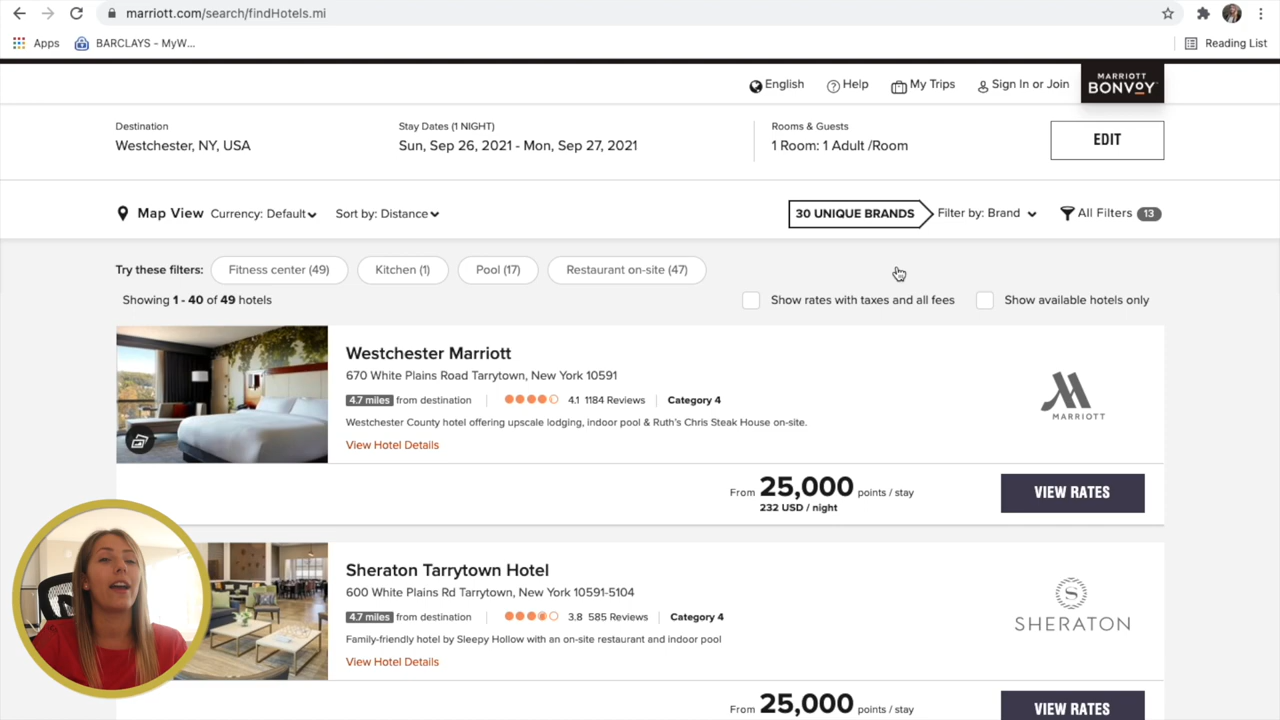 marriott.com/search/findHotels.mi
Apps BARCLAYS - MyW... Reading List
English Help My Trips Sign In or Join MARRIOTT BONVOY
Destination Stay Dates (1 NIGHT) Rooms & Guests
Westchester, NY, USA Sun, Sep 26, 2021 - Mon, Sep 27, 2021 1 Room: 1 Adult /Room EDIT
Map View Currency: Default Sort by: Distance 30 UNIQUE BRANDS Filter by: Brand All Filters 13
Try these filters: Fitness center (49) Kitchen (1) Pool (17) Restaurant on-site (47)
Showing 1 - 40 of 49 hotels Show rates with taxes and all fees Show available hotels only
Westchester Marriott
670 White Plains Road Tarrytown, New York 10591
4.7 miles from destination 4.1 1184 Reviews Category 4
MARRIOTT
Westchester County hotel offering upscale lodging, indoor pool & Ruth's Chris Steak House on-site.
View Hotel Details
From 25,000 points / stay VIEW RATES
232 USD / night
Sheraton Tarrytown Hotel
600 White Plains Rd Tarrytown, New York 10591-5104
4.7 miles from destination 3.8 585 Reviews Category 4
S
SHERATON
Family-friendly hotel by Sleepy Hollow with an on-site restaurant and indoor pool
View Hotel Details
From 25,000 points / stay VIEW RATES